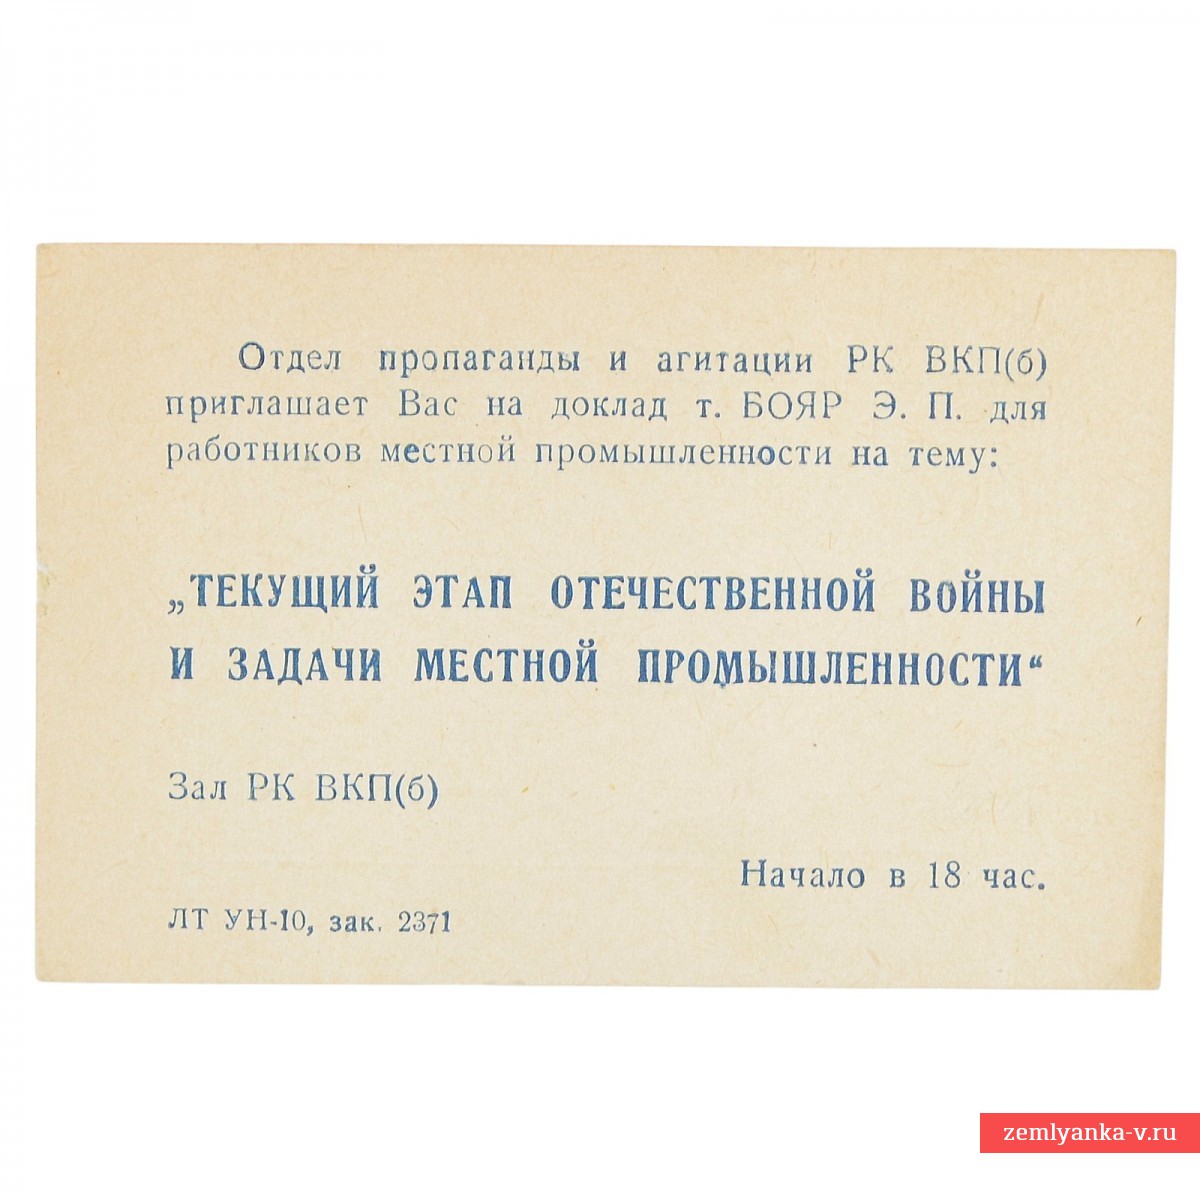 Отдел пропаганды и агитации РК ВКП(б)
приглашает Вас на доклад т. БОЯР Э. П. для
работников местной промышленности на тему:
„ТЕКУЩИЙ ЭТАП ОТЕЧЕСТВЕННОЙ ВОЙНЫ
И ЗАДАЧИ МЕСТНОЙ ПРОМЫШЛЕННОСТИ“
Зал РК ВКП(б)
Начало в 18 час.
ЛТ УН-10, зак. 2371
zemlyanka-v.ru